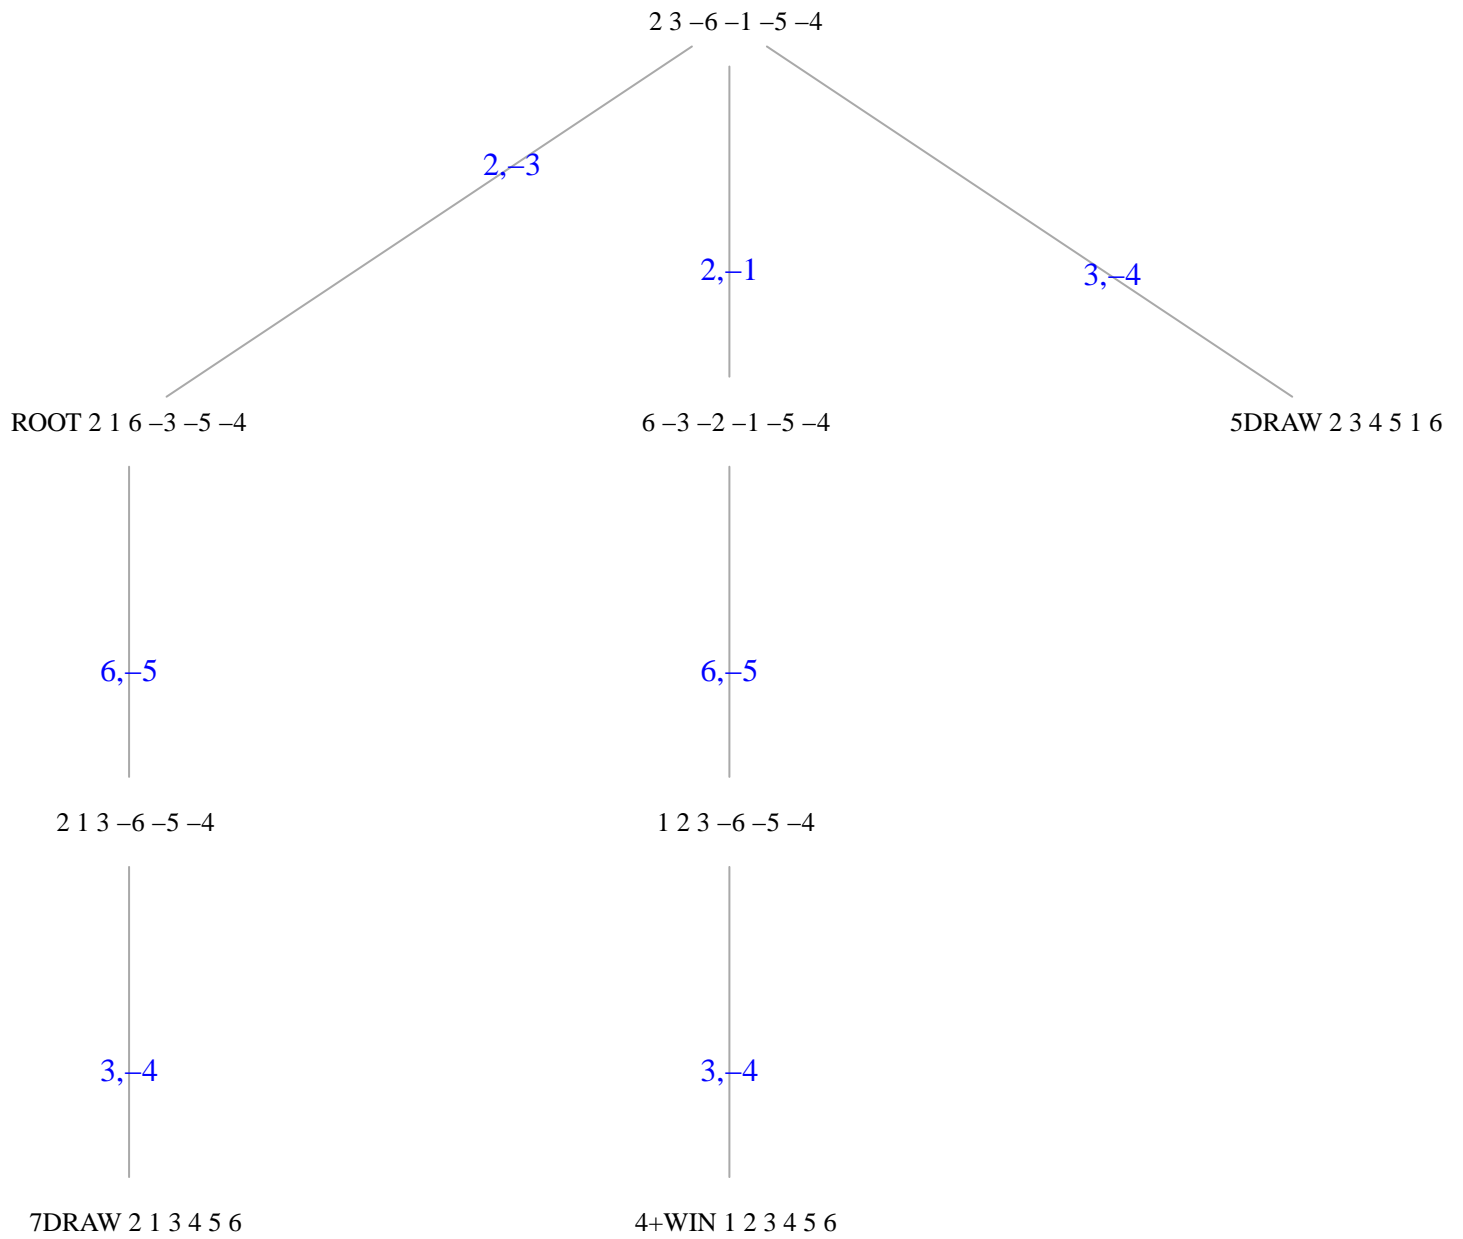 2 3 –6 –1 –5 –4
2,–3
2,–1
3,–4
ROOT 2 1 6 –3 –5 –4
6 –3 –2 –1 –5 –4
5DRAW 2 3 4 5 1 6
6,–5
6,–5
2 1 3 –6 –5 –4
1 2 3 –6 –5 –4
3,–4
3,–4
7DRAW 2 1 3 4 5 6
4+WIN 1 2 3 4 5 6